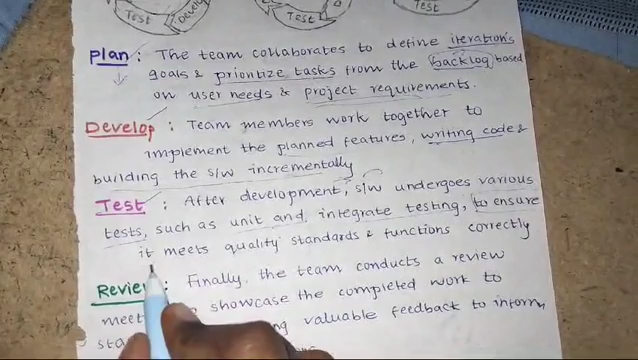 Test
Develop
Test
Test
Plan : The team collaborates to define iteration's
goals & prioritize tasks from the backlog based
on user needs & project requirements.
Develop : Team members work together to
implement the planned features, writing code &
building the s/w incrementally
Test : After development, s/w undergoes various
tests, such as unit and, integrate testing, to ensure
it meets quality standards & functions correctly
Review : Finally, the team conducts a review
meet showcase the completed work to
sta valuable feedback to inform